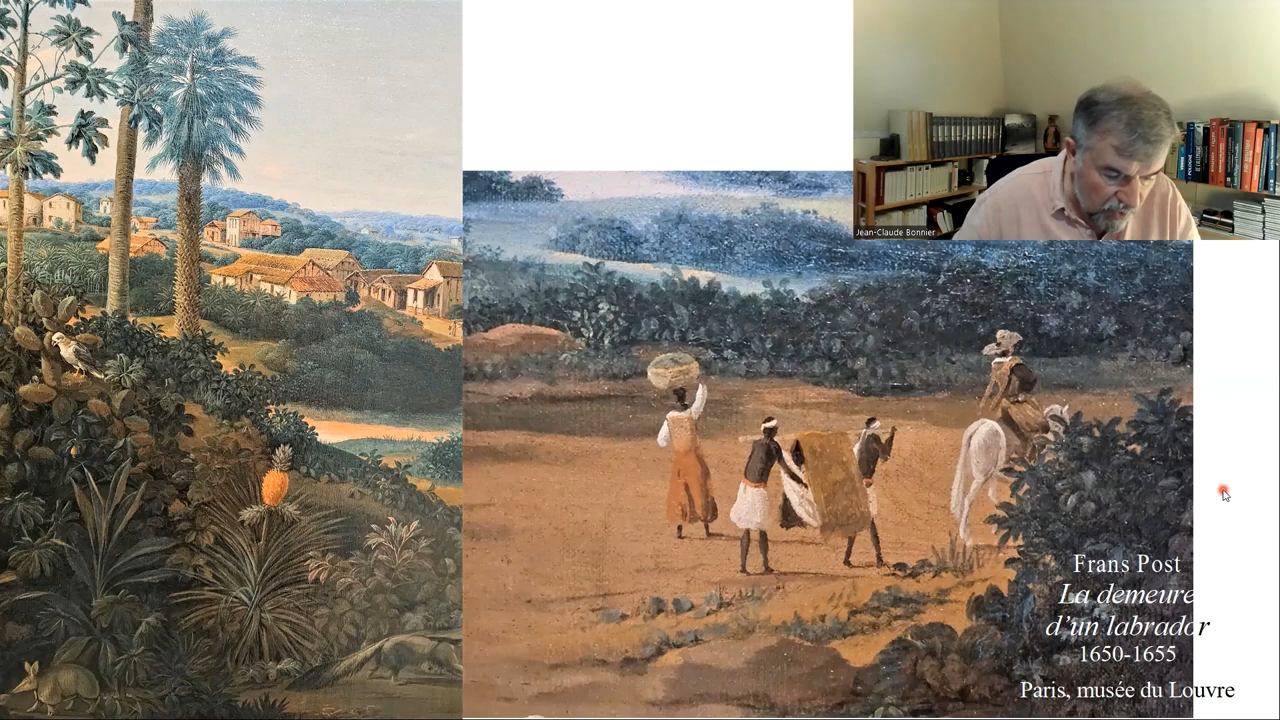 Jean-Claude Bonnier
Frans Post
La demeure
d'un labrador
1650-1655
Paris, musée du Louvre